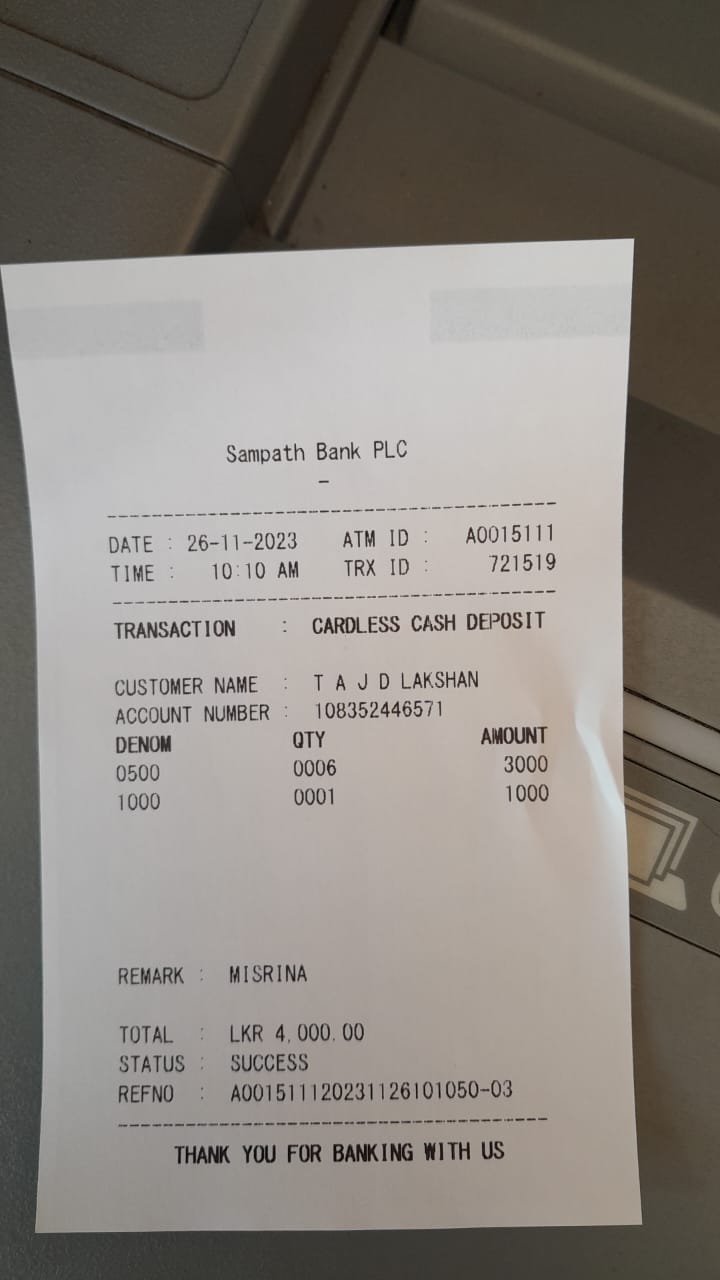 Sampath Bank PLC
-
DATE : 26-11-2023 ATM ID : A0015111
TIME : 10:10 AM TRX ID : 721519
TRANSACTION : CARDLESS CASH DEPOSIT
CUSTOMER NAME : T A J D LAKSHAN
ACCOUNT NUMBER : 108352446571
DENOM QTY AMOUNT
0500 0006 3000
1000 0001 1000
REMARK : MISRINA
TOTAL : LKR 4,000.00
STATUS : SUCCESS
REFNO : A001511120231126101050-03
THANK YOU FOR BANKING WITH US